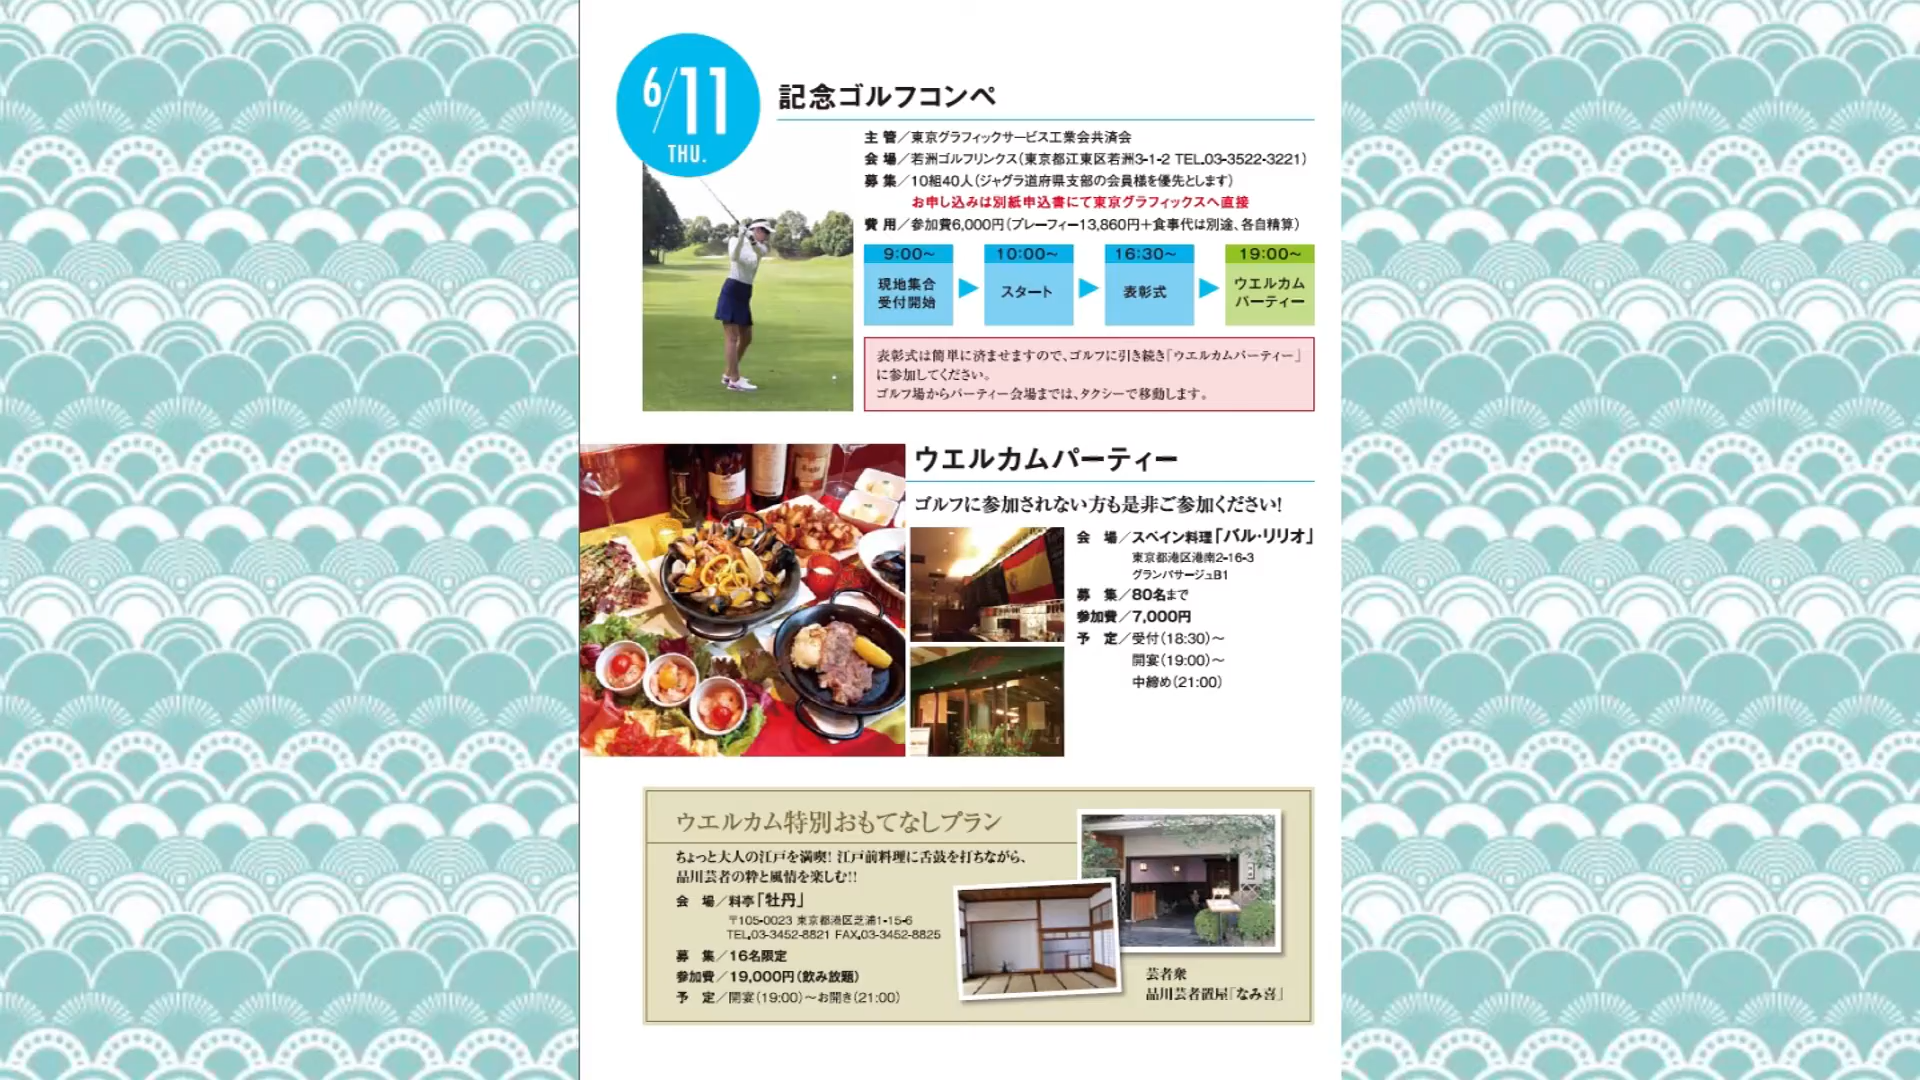 6/11
THU.
記念ゴルフコンペ
主 管／東京グラフィックサービス工業会共済会
会 場／若洲ゴルフリンクス(東京都江東区若洲3-1-2 TEL.03-3522-3221)
募 集／10組40人(ジャグラ道府県支部の会員様を優先とします)
お申し込みは別紙申込書にて東京グラフィックスへ直接
費 用／参加費6,000円(プレーフィー13,860円＋食事代は別途、各自精算)
9:00〜
現地集合
受付開始
10:00〜
スタート
16:30〜
表彰式
19:00〜
ウエルカム
パーティー
表彰式は簡単に済ませますので、ゴルフに引き続き「ウエルカムパーティー」
に参加してください。
ゴルフ場からパーティー会場までは、タクシーで移動します。
ウエルカムパーティー
ゴルフに参加されない方も是非ご参加ください!
会 場／スペイン料理「バル・リリオ」
東京都港区港南2-16-3
グランパサージュB1
募 集／80名まで
参加費／7,000円
予 定／受付(18:30)〜
開宴(19:00)〜
中締め(21:00)
ウエルカム特別おもてなしプラン
ちょっと大人の江戸を満喫! 江戸前料理に舌鼓を打ちながら、
品川芸者の粋と風情を楽しむ!!
会 場／料亭「牡丹」
〒105-0023 東京都港区芝浦1-15-6
TEL.03-3452-8821 FAX.03-3452-8825
募 集／16名限定
参加費／19,000円(飲み放題)
予 定／開宴(19:00)〜お開き(21:00)
芸者衆
品川芸者置屋「なみ喜」